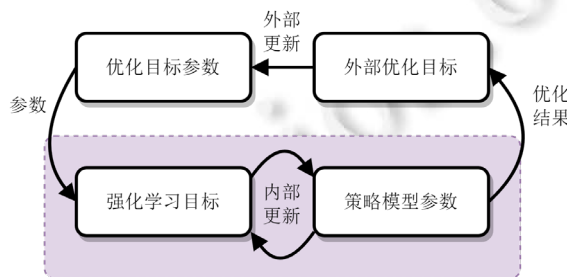 外部
更新
优化目标参数
外部优化目标
参数
优化
结果
强化学习目标
内部
更新
策略模型参数